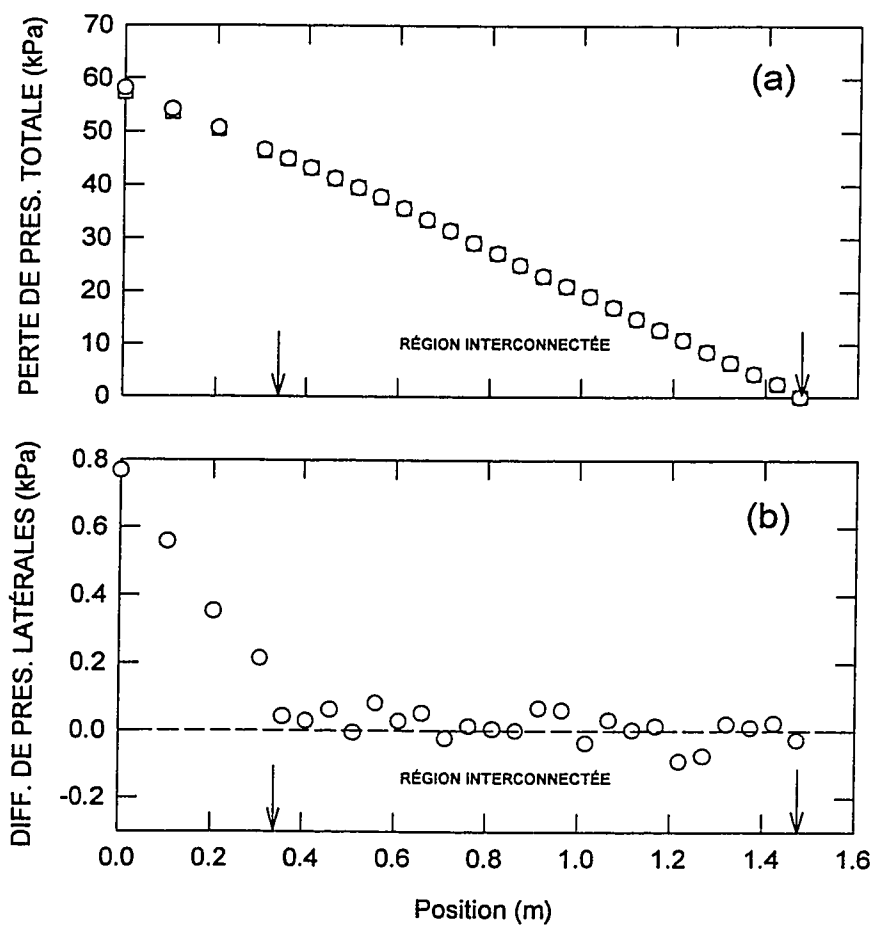 PERTE DE PRES. TOTALE (kPa)
70
60
50
40
30
20
10
0
(a)
RÉGION INTERCONNECTÉE
DIFF. DE PRES. LATÉRALES (kPa)
0.8
0.6
0.4
0.2
0.0
-0.2
(b)
RÉGION INTERCONNECTÉE
0.0 0.2 0.4 0.6 0.8 1.0 1.2 1.4 1.6
Position (m)